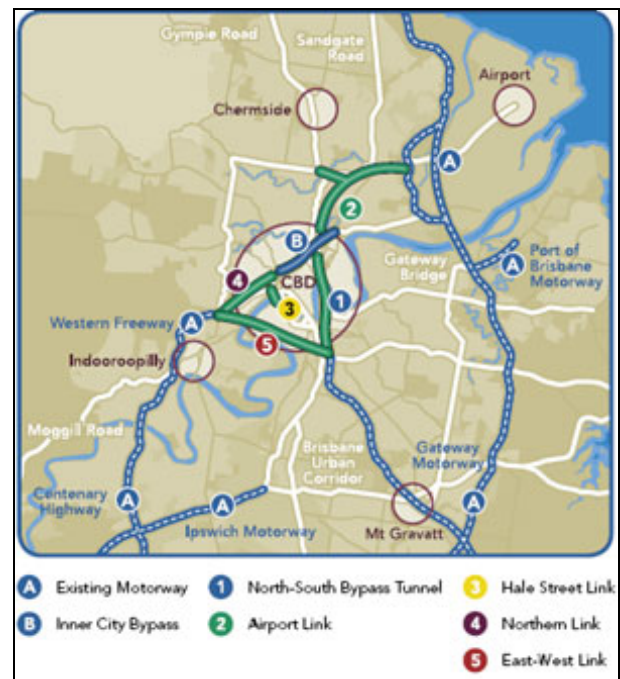 Gympie Road
Sandgate
Road
Airport
Chermside
A
2
B
Gateway
Bridge
Port of
Brisbane
Motorway
A
4
CBD
3
1
Western Freeway
A
5
Indooroopilly
Moggill Road
Brisbane
Urban
Corridor
Gateway
Motorway
Centenary
Highway
A
A
A
Ipswich Motorway
Mt Gravatt
A Existing Motorway
1 North-South Bypass Tunnel
3 Hale Street Link
B Inner City Bypass
2 Airport Link
4 Northern Link
5 East-West Link